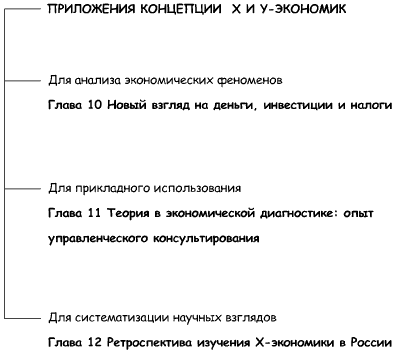 ПРИЛОЖЕНИЯ КОНЦЕПЦИИ X И Y-ЭКОНОМИК
Для анализа экономических феноменов
Глава 10 Новый взгляд на деньги, инвестиции и налоги
Для прикладного использования
Глава 11 Теория в экономической диагностике: опыт
управленческого консультирования
Для систематизации научных взглядов
Глава 12 Ретроспектива изучения X-экономики в России